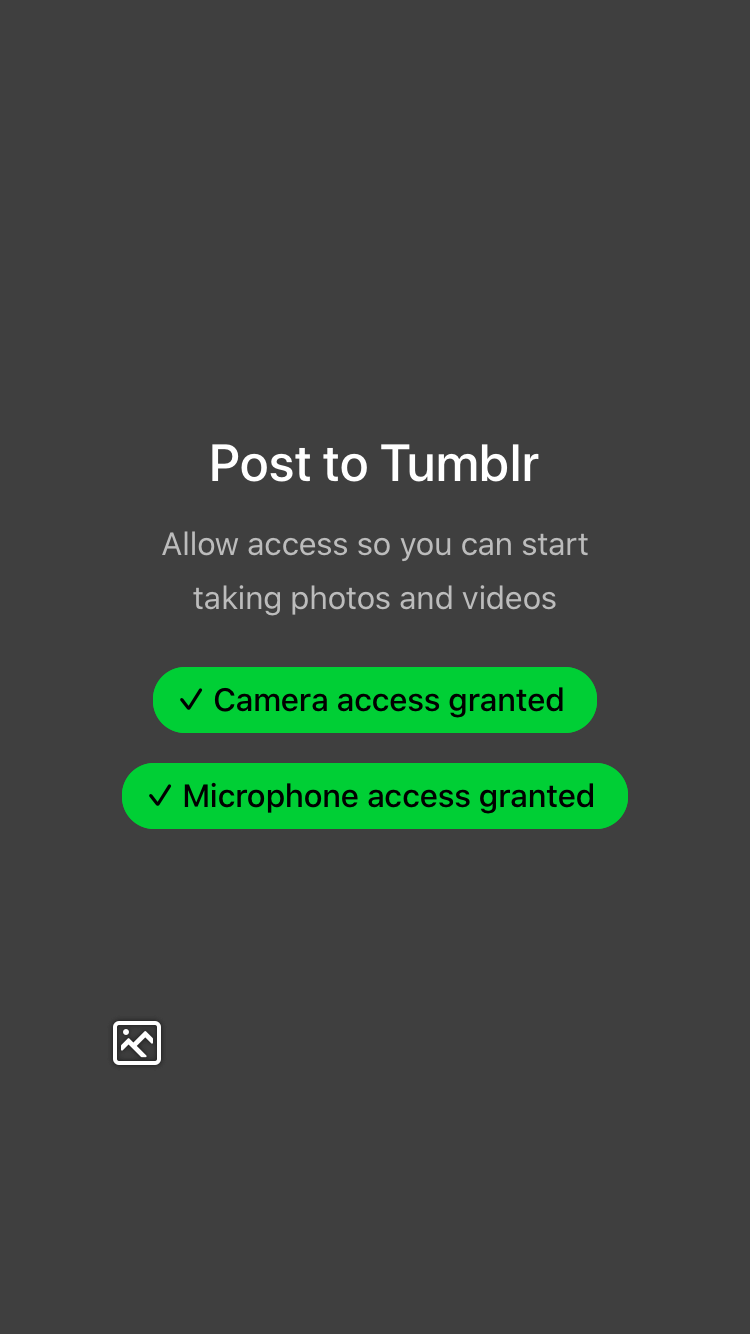 Post to Tumblr
Allow access so you can start
taking photos and videos
✓ Camera access granted
✓ Microphone access granted